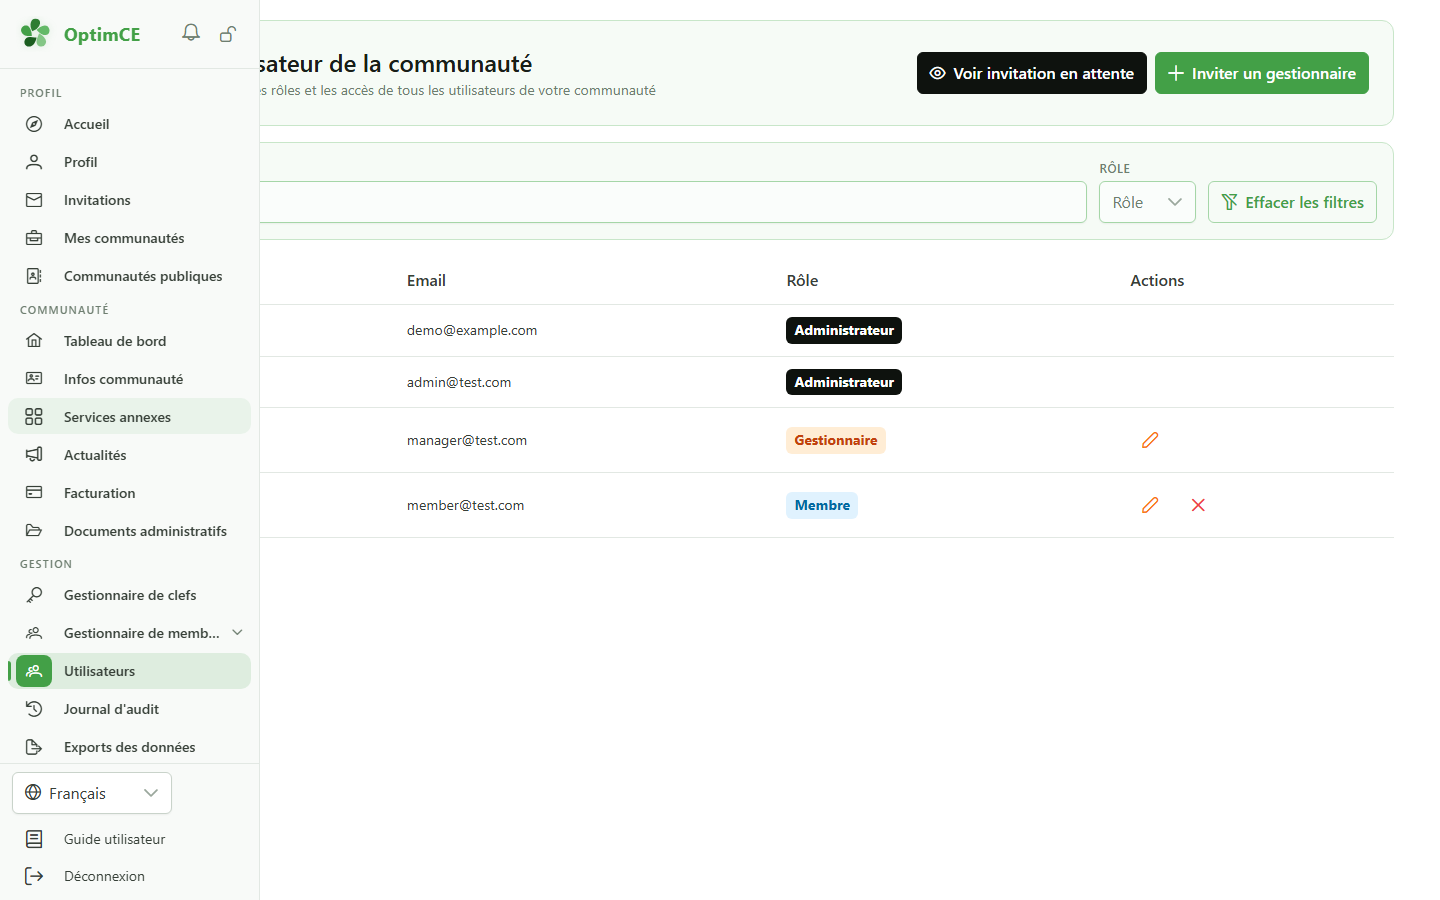 OptimCE
PROFIL
Accueil
Profil
Invitations
Mes communautés
Communautés publiques
COMMUNAUTÉ
Tableau de bord
Infos communauté
Services annexes
Actualités
Facturation
Documents administratifs
GESTION
Gestionnaire de clefs
Gestionnaire de memb...
Utilisateurs
Journal d'audit
Exports des données
Français
Guide utilisateur
Déconnexion
sateur de la communauté
s rôles et les accès de tous les utilisateurs de votre communauté
Voir invitation en attente
Inviter un gestionnaire
RÔLE
Rôle
Effacer les filtres
Email Rôle Actions
demo@example.com Administrateur
admin@test.com Administrateur
manager@test.com Gestionnaire
member@test.com Membre